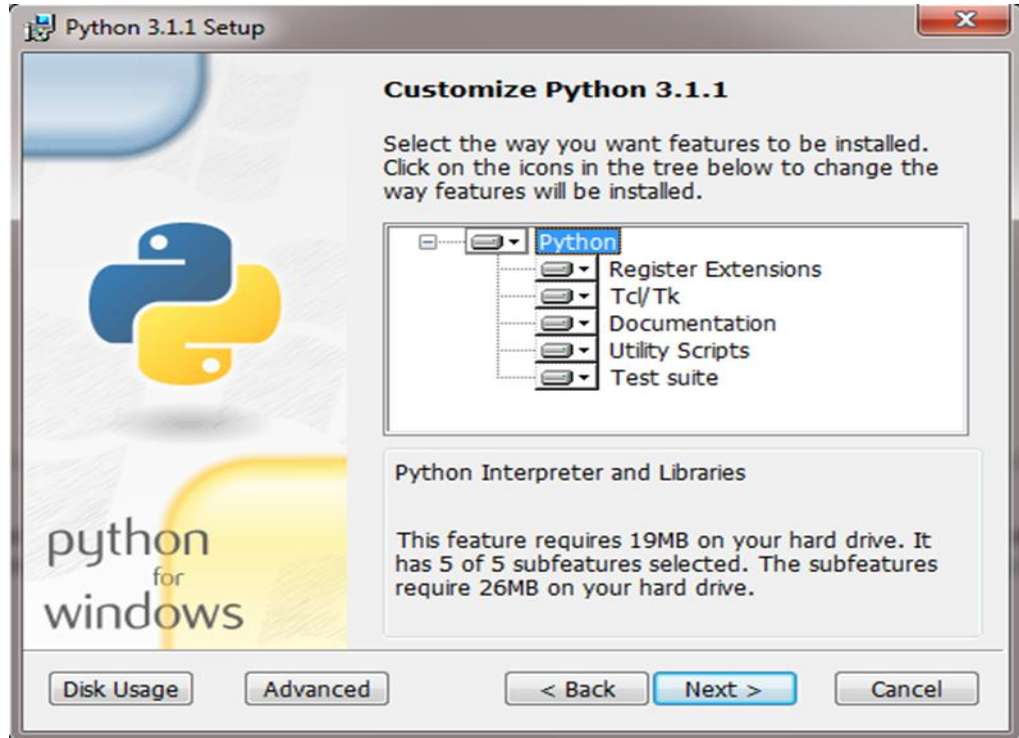 Python 3.1.1 Setup
x
Customize Python 3.1.1
Select the way you want features to be installed.
Click on the icons in the tree below to change the
way features will be installed.
Python
Register Extensions
Tcl/Tk
Documentation
Utility Scripts
Test suite
Python Interpreter and Libraries
This feature requires 19MB on your hard drive. It
has 5 of 5 subfeatures selected. The subfeatures
require 26MB on your hard drive.
python
for
windows
Disk Usage
Advanced
< Back
Next >
Cancel